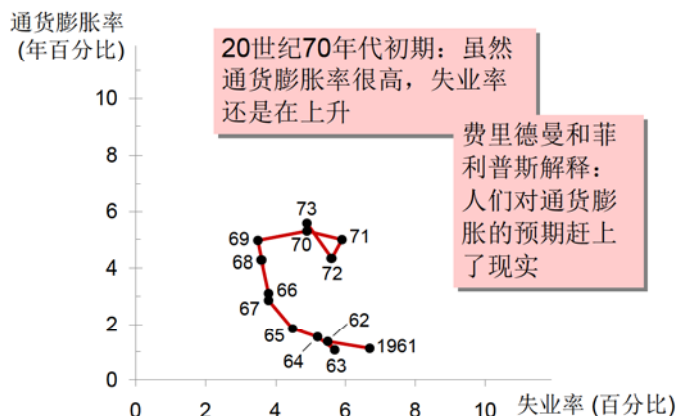 通货膨胀率
(年百分比)
20世纪70年代初期：虽然
通货膨胀率很高，失业率
还是在上升
费里德曼和菲
利普斯解释：
人们对通货膨
胀的预期赶上
了现实
10
8
6
4
2
0
73
69
70
71
68
72
66
67
65
62
64
63
1961
0
2
4
6
8
10
失业率 (百分比)